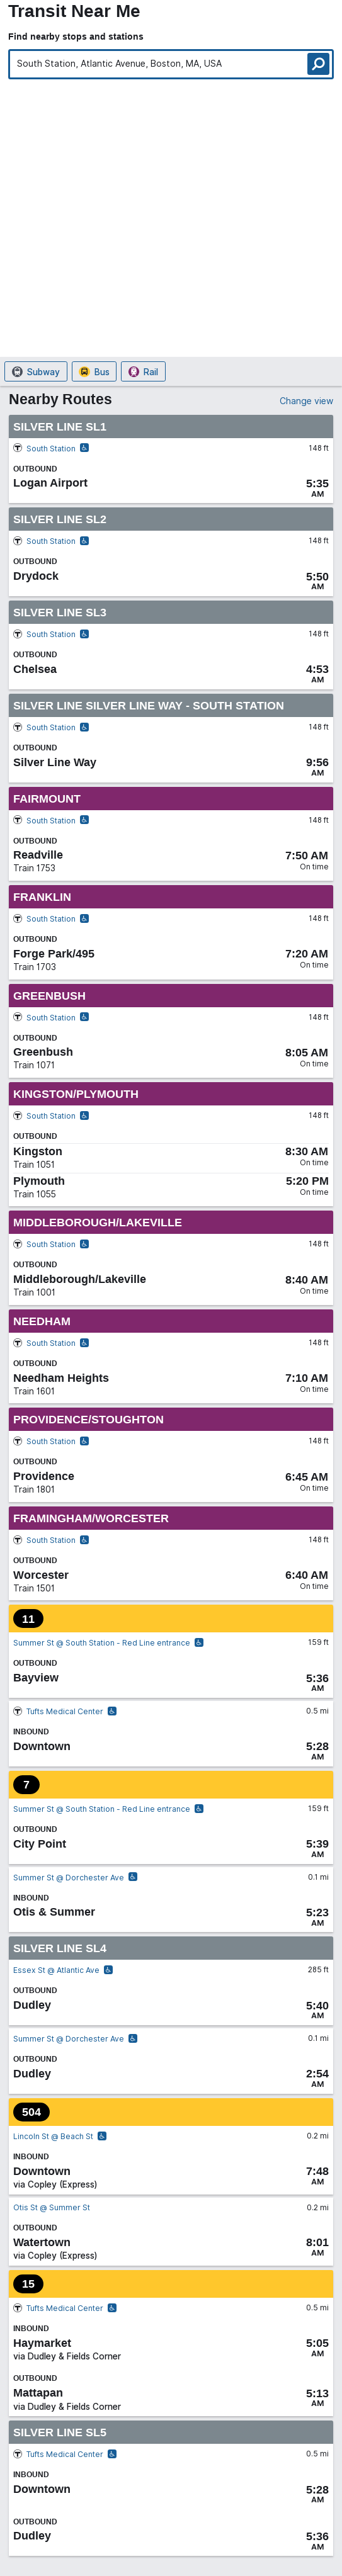 Transit Near Me
Find nearby stops and stations
South Station, Atlantic Avenue, Boston, MA, USA
Subway Bus Rail
Nearby Routes Change view
SILVER LINE SL1
South Station 148 ft
OUTBOUND
Logan Airport 5:35
AM
SILVER LINE SL2
South Station 148 ft
OUTBOUND
Drydock 5:50
AM
SILVER LINE SL3
South Station 148 ft
OUTBOUND
Chelsea 4:53
AM
SILVER LINE SILVER LINE WAY - SOUTH STATION
South Station 148 ft
OUTBOUND
Silver Line Way 9:56
AM
FAIRMOUNT
South Station 148 ft
OUTBOUND
Readville 7:50 AM
Train 1753 On time
FRANKLIN
South Station 148 ft
OUTBOUND
Forge Park/495 7:20 AM
Train 1703 On time
GREENBUSH
South Station 148 ft
OUTBOUND
Greenbush 8:05 AM
Train 1071 On time
KINGSTON/PLYMOUTH
South Station 148 ft
OUTBOUND
Kingston 8:30 AM
Train 1051 On time
Plymouth 5:20 PM
Train 1055 On time
MIDDLEBOROUGH/LAKEVILLE
South Station 148 ft
OUTBOUND
Middleborough/Lakeville 8:40 AM
Train 1001 On time
NEEDHAM
South Station 148 ft
OUTBOUND
Needham Heights 7:10 AM
Train 1601 On time
PROVIDENCE/STOUGHTON
South Station 148 ft
OUTBOUND
Providence 6:45 AM
Train 1801 On time
FRAMINGHAM/WORCESTER
South Station 148 ft
OUTBOUND
Worcester 6:40 AM
Train 1501 On time
11
Summer St @ South Station - Red Line entrance 159 ft
OUTBOUND
Bayview 5:36
AM
Tufts Medical Center 0.5 mi
INBOUND
Downtown 5:28
AM
7
Summer St @ South Station - Red Line entrance 159 ft
OUTBOUND
City Point 5:39
AM
Summer St @ Dorchester Ave 0.1 mi
INBOUND
Otis & Summer 5:23
AM
SILVER LINE SL4
Essex St @ Atlantic Ave 285 ft
OUTBOUND
Dudley 5:40
AM
Summer St @ Dorchester Ave 0.1 mi
OUTBOUND
Dudley 2:54
AM
504
Lincoln St @ Beach St 0.2 mi
INBOUND
Downtown 7:48
via Copley (Express) AM
Otis St @ Summer St 0.2 mi
OUTBOUND
Watertown 8:01
via Copley (Express) AM
15
Tufts Medical Center 0.5 mi
INBOUND
Haymarket 5:05
via Dudley & Fields Corner AM
OUTBOUND
Mattapan 5:13
via Dudley & Fields Corner AM
SILVER LINE SL5
Tufts Medical Center 0.5 mi
INBOUND
Downtown 5:28
AM
OUTBOUND
Dudley 5:36
AM